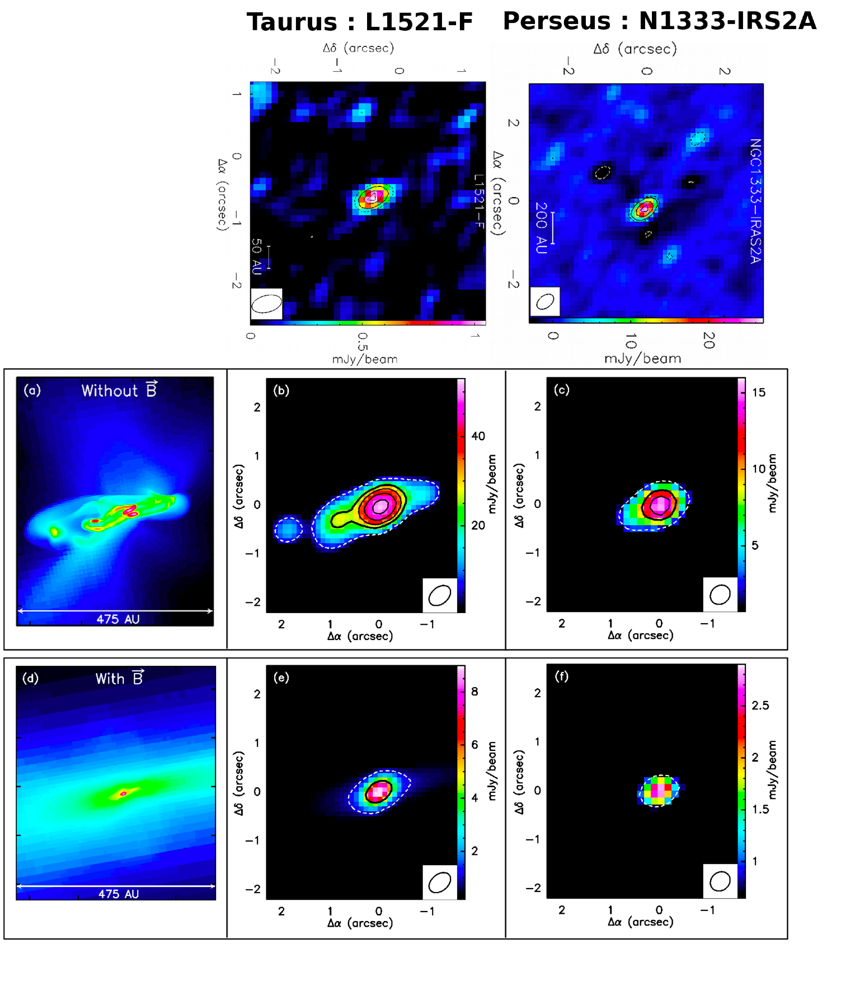 Taurus : L1521-F
Perseus : N1333-IRS2A
Δδ (arcsec)
−2 −1 0 1
1
0
−1
−2
Δα (arcsec)
L1521−F
50 AU
0 0.5 1
mJy/beam
Δδ (arcsec)
−2 0 2
2
0
−2
Δα (arcsec)
NGC1333−IRAS2A
200 AU
0 10 20
mJy/beam
(a) Without B
475 AU
(b)
2
1
0
−1
−2
Δδ (arcsec)
2 1 0 −1
Δα (arcsec)
40
20
mJy/beam
(c)
2
1
0
−1
−2
Δδ (arcsec)
2 1 0 −1
Δα (arcsec)
15
10
5
mJy/beam
(d) With B
475 AU
(e)
2
1
0
−1
−2
Δδ (arcsec)
2 1 0 −1
Δα (arcsec)
8
6
4
2
mJy/beam
(f)
2
1
0
−1
−2
Δδ (arcsec)
2 1 0 −1
Δα (arcsec)
2.5
2
1.5
1
mJy/beam